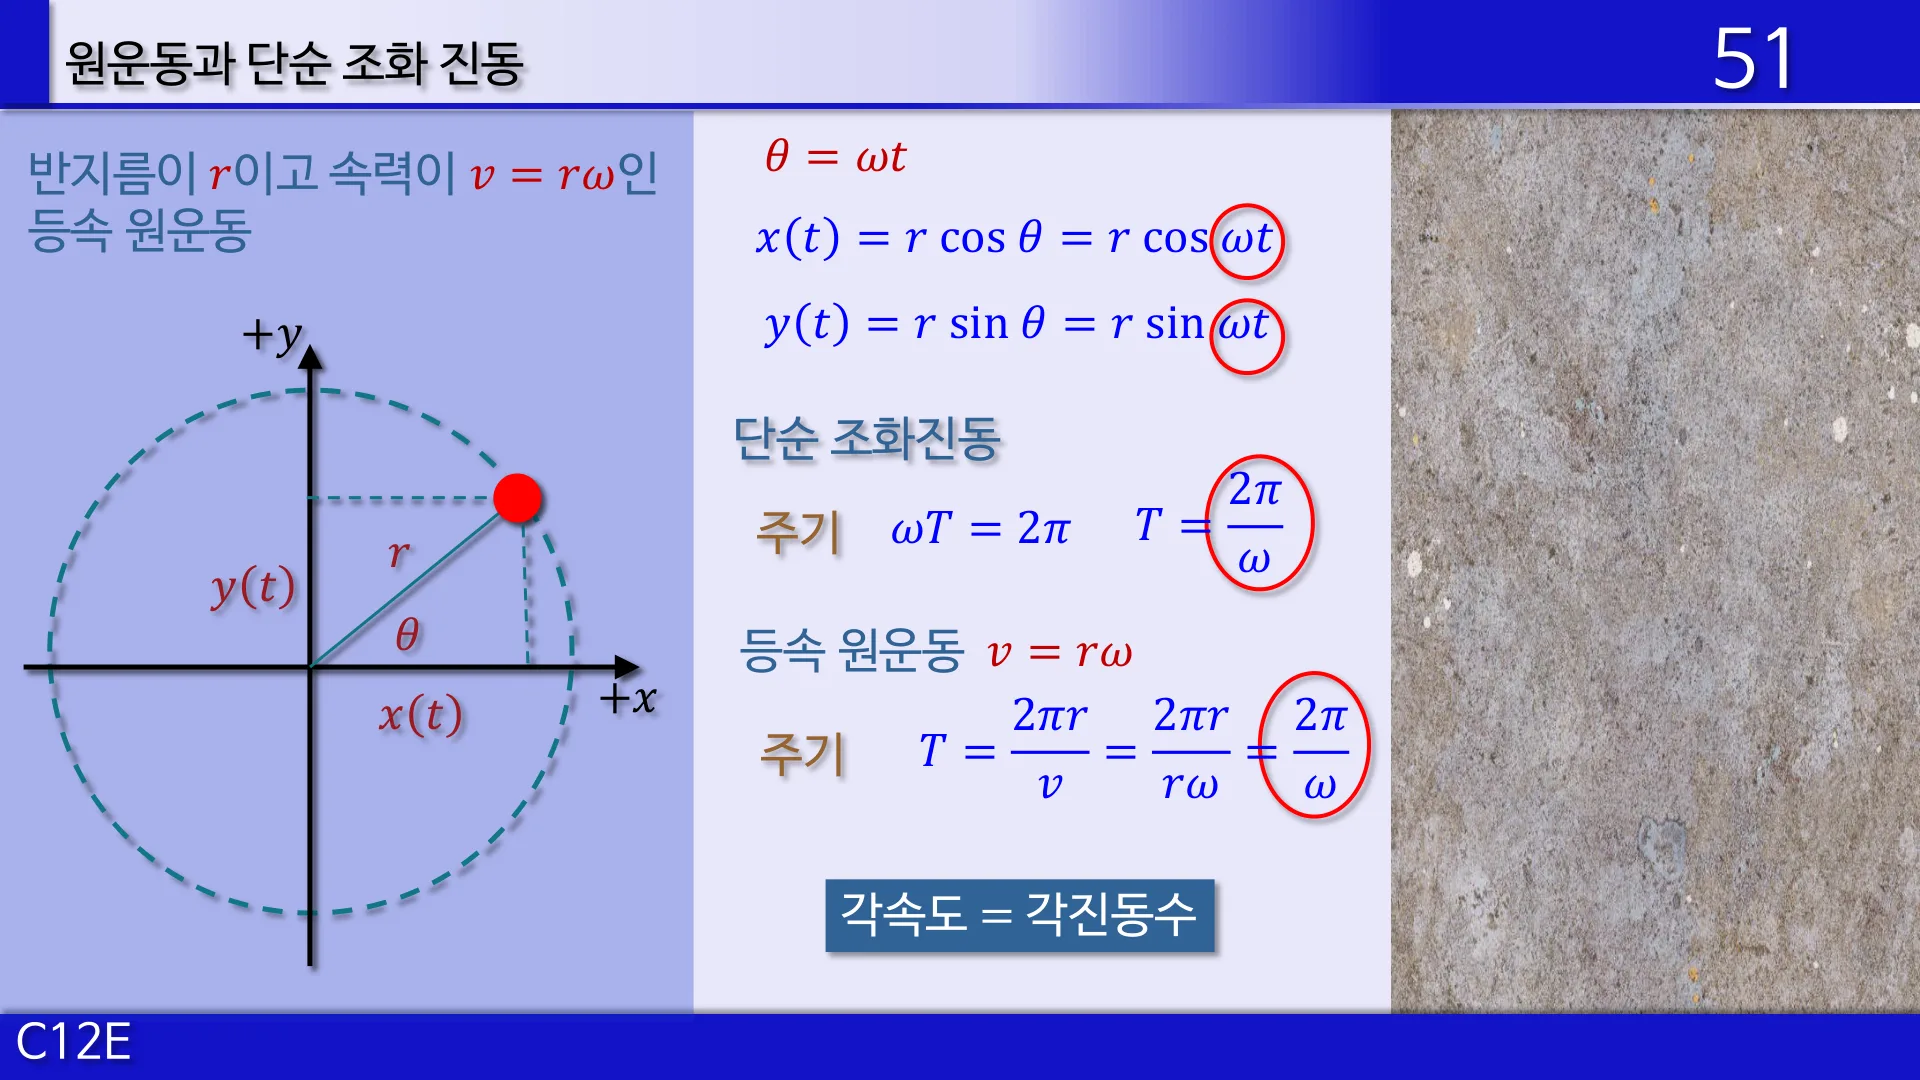 원운동과 단순 조화 진동
51
반지름이 r이고 속력이 v = rω인
등속 원운동
+y
r
y(t)
θ
+x
x(t)
θ = ωt
x(t) = r cos θ = r cos ωt
y(t) = r sin θ = r sin ωt
단순 조화진동
주기 ωT = 2π T = 2π/ω
등속 원운동 v = rω
주기 T = 2πr/v = 2πr/rω = 2π/ω
각속도 = 각진동수
C12E